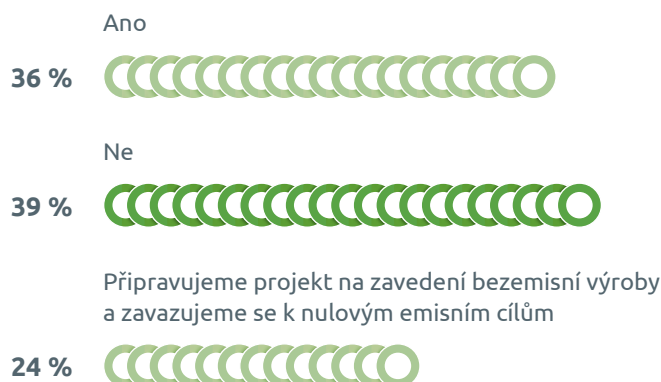 Ano
36 %
Ne
39 %
Připravujeme projekt na zavedení bezemisní výroby
a zavazujeme se k nulovým emisním cílům
24 %